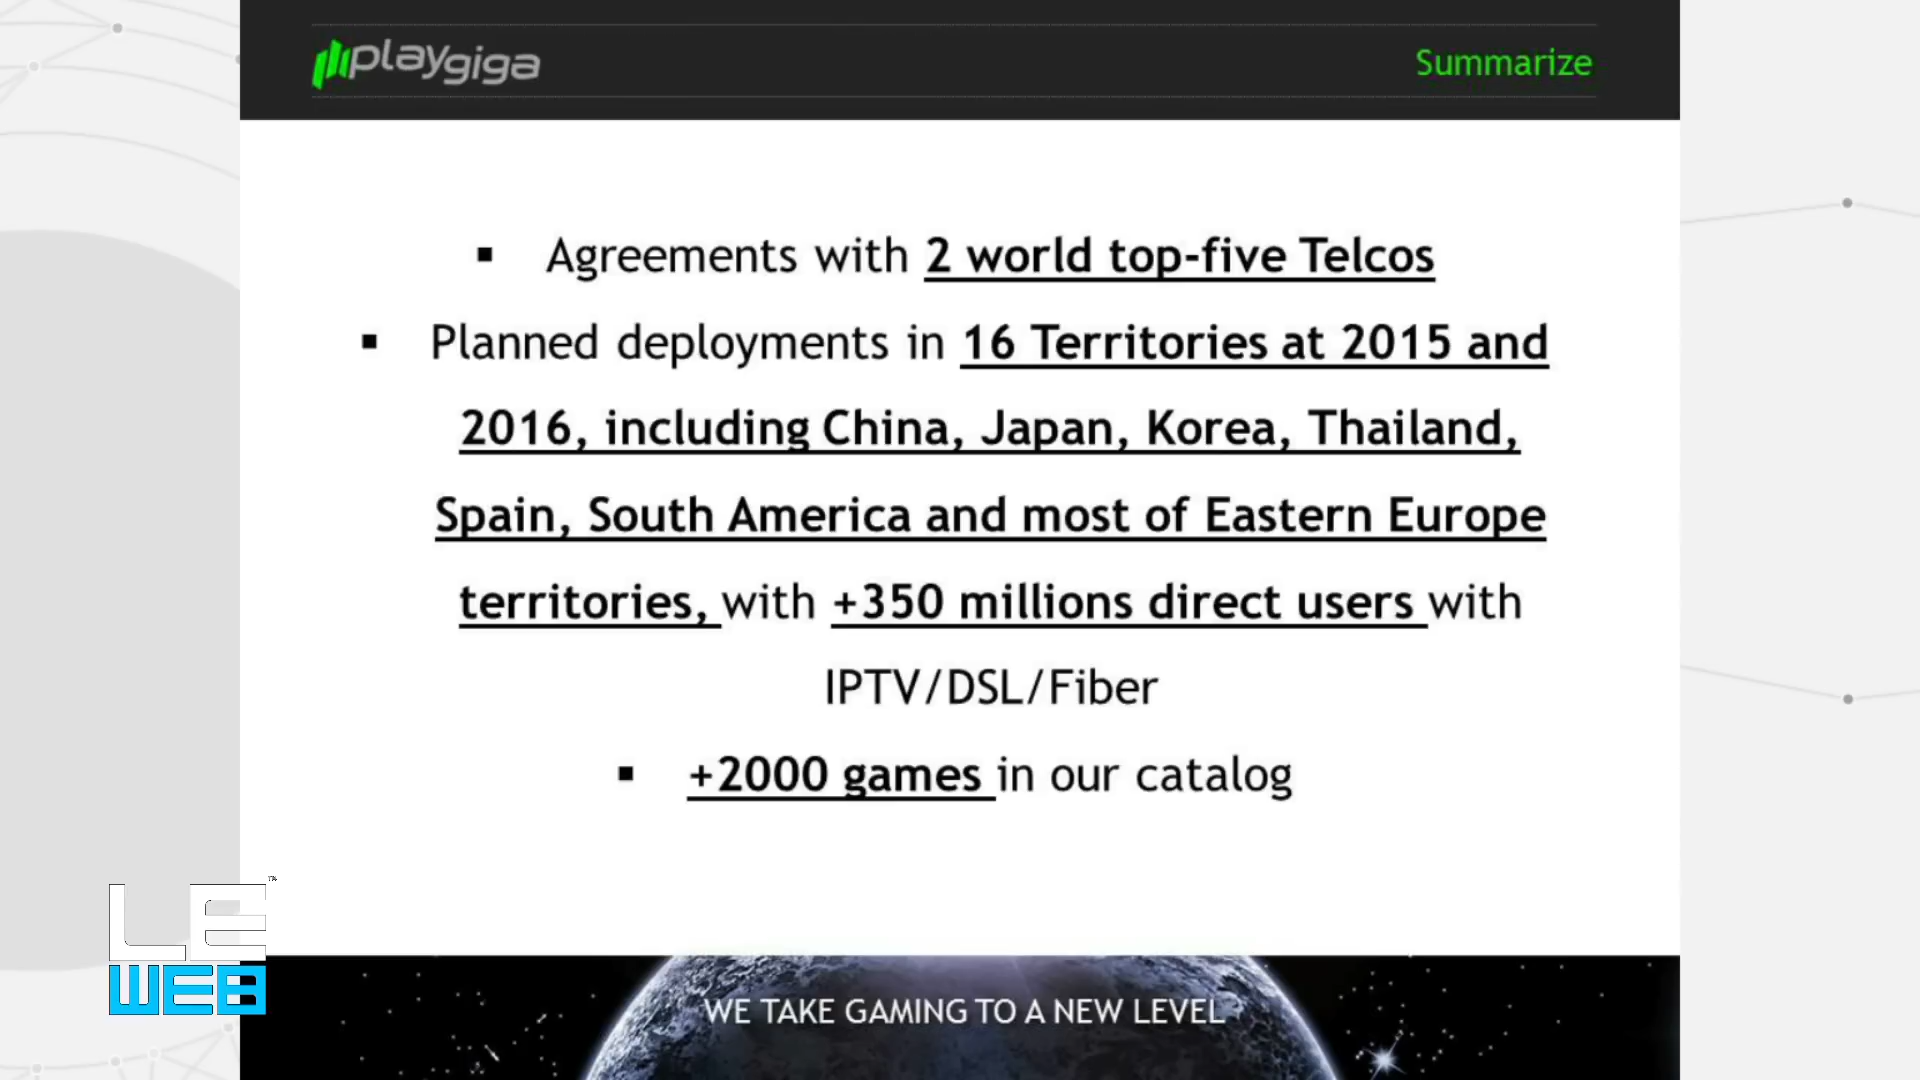 playgiga
Summarize
▪ Agreements with 2 world top-five Telcos
▪ Planned deployments in 16 Territories at 2015 and
2016, including China, Japan, Korea, Thailand,
Spain, South America and most of Eastern Europe
territories, with +350 millions direct users with
IPTV/DSL/Fiber
▪ +2000 games in our catalog
LE
WEB
™
WE TAKE GAMING TO A NEW LEVEL